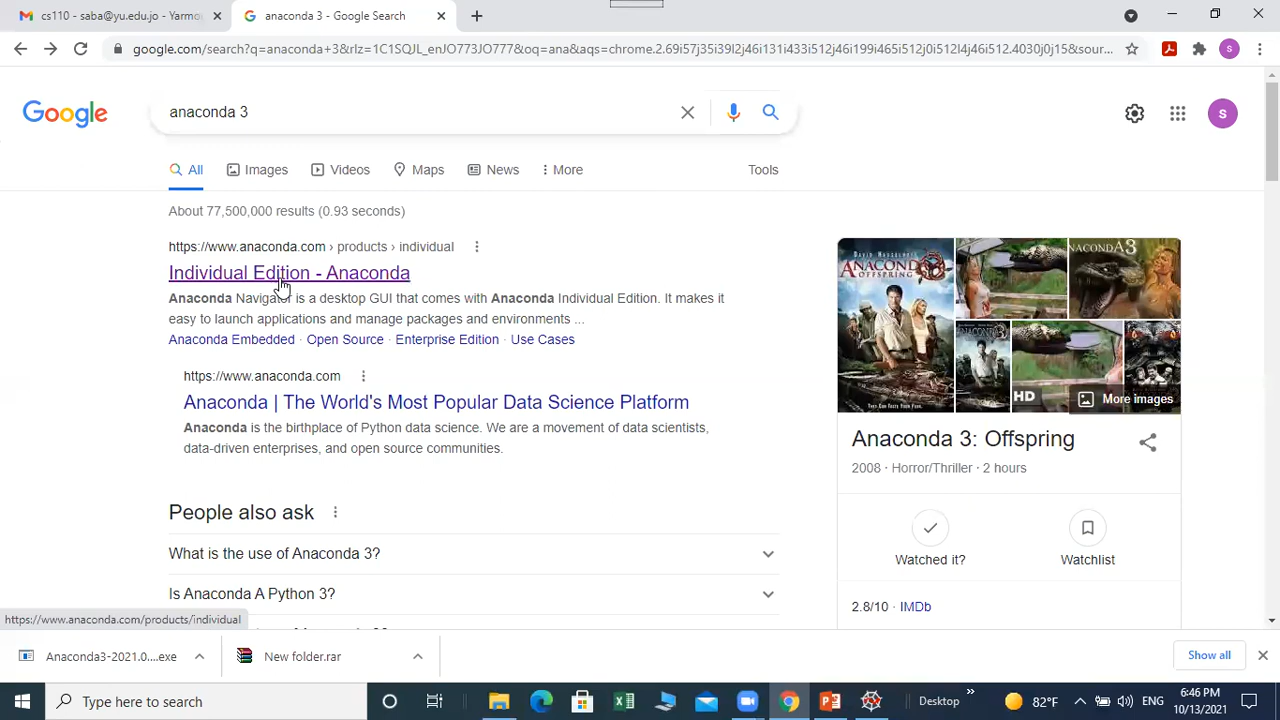 cs110 - saba@yu.edu.jo - Yarmo
anaconda 3 - Google Search
google.com/search?q=anaconda+3&rlz=1C1SQJL_enJO773JO777&oq=ana&aqs=chrome.2.69i57j35i39l2j46i131i433i512j46i199i465i512j0i512l4j46i512.4030j0j15&sour...
S
Google
anaconda 3
S
All
Images
Videos
Maps
News
More
Tools
About 77,500,000 results (0.93 seconds)
https://www.anaconda.com › products › individual
Individual Edition - Anaconda
Anaconda Navigator is a desktop GUI that comes with Anaconda Individual Edition. It makes it
easy to launch applications and manage packages and environments ...
Anaconda Embedded · Open Source · Enterprise Edition · Use Cases
https://www.anaconda.com
Anaconda | The World's Most Popular Data Science Platform
Anaconda is the birthplace of Python data science. We are a movement of data scientists,
data-driven enterprises, and open source communities.
People also ask
What is the use of Anaconda 3?
Is Anaconda A Python 3?
OFFSPRING
ANACONDA 3
HD
More images
Anaconda 3: Offspring
2008 · Horror/Thriller · 2 hours
Watched it?
Watchlist
2.8/10 · IMDb
https://www.anaconda.com/products/individual
Anaconda3-2021.0....exe
New folder.rar
Show all
Type here to search
Desktop
82°F
ENG
6:46 PM
10/13/2021